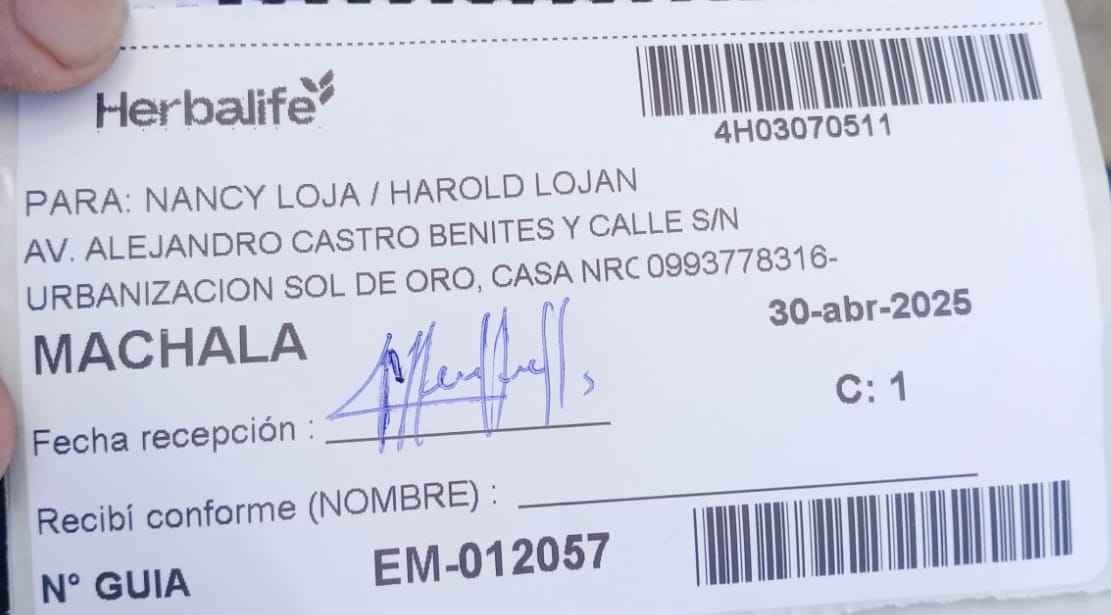 Herbalife
4H03070511
PARA: NANCY LOJA / HAROLD LOJAN
AV. ALEJANDRO CASTRO BENITES Y CALLE S/N
URBANIZACION SOL DE ORO, CASA NRC 0993778316-
MACHALA
30-abr-2025
C: 1
Fecha recepción :
Recibí conforme (NOMBRE) :
N° GUIA EM-012057